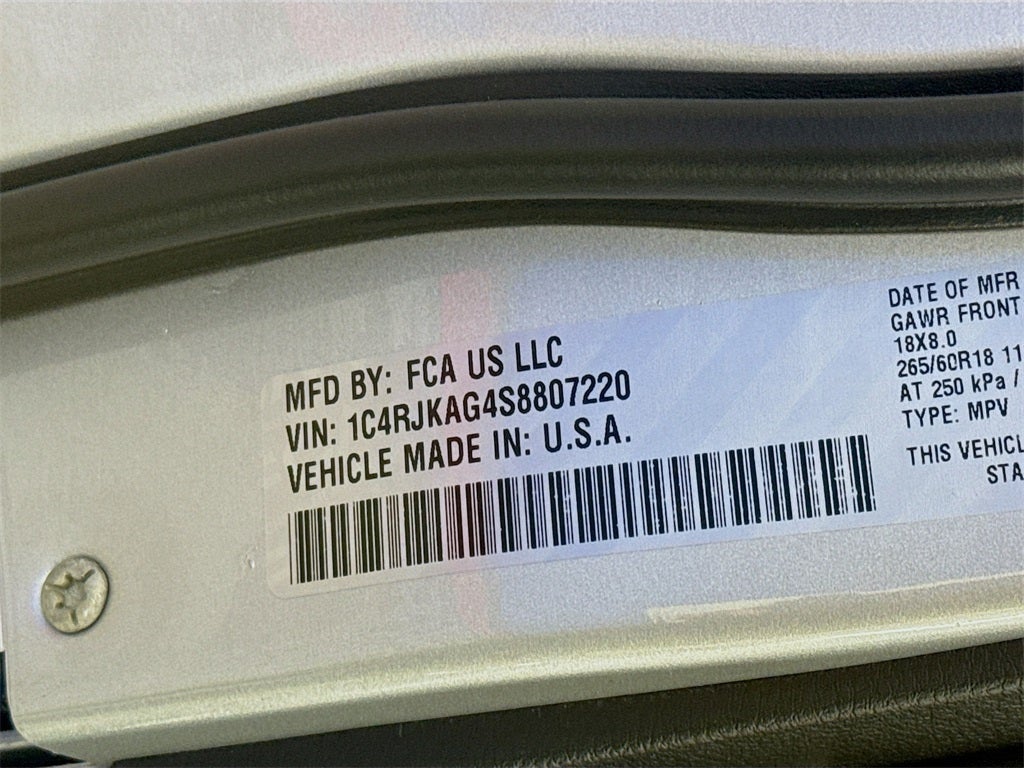 MFD BY: FCA US LLC
VIN: 1C4RJKAG4S8807220
VEHICLE MADE IN: U.S.A.
DATE OF MFR
GAWR FRONT
18X8.0
265/60R18 11
AT 250 kPa /
TYPE: MPV
THIS VEHICL
STA